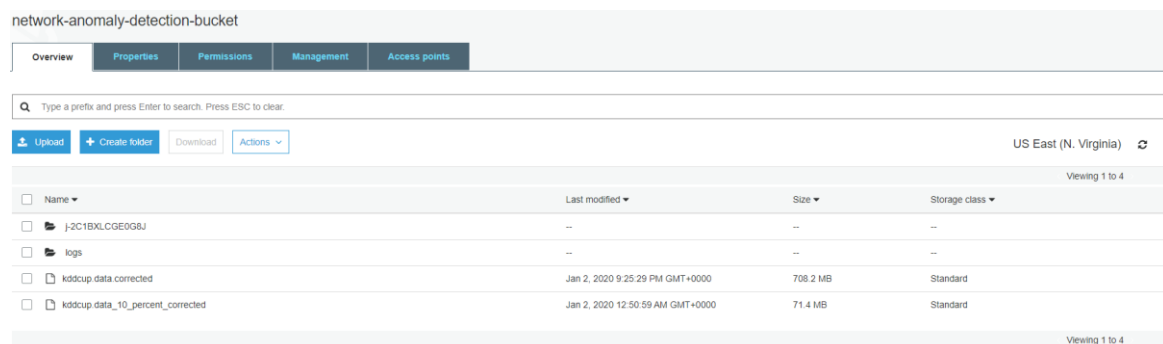 network-anomaly-detection-bucket
Overview Properties Permissions Management Access points
Type a prefix and press Enter to search. Press ESC to clear.
Upload + Create folder Download Actions US East (N. Virginia)
Viewing 1 to 4
Name Last modified Size Storage class
j-2C1BXLCGE0G8J -- -- --
logs -- -- --
kddcup.data.corrected Jan 2, 2020 9:25:29 PM GMT+0000 708.2 MB Standard
kddcup.data_10_percent_corrected Jan 2, 2020 12:50:59 AM GMT+0000 71.4 MB Standard
Viewing 1 to 4